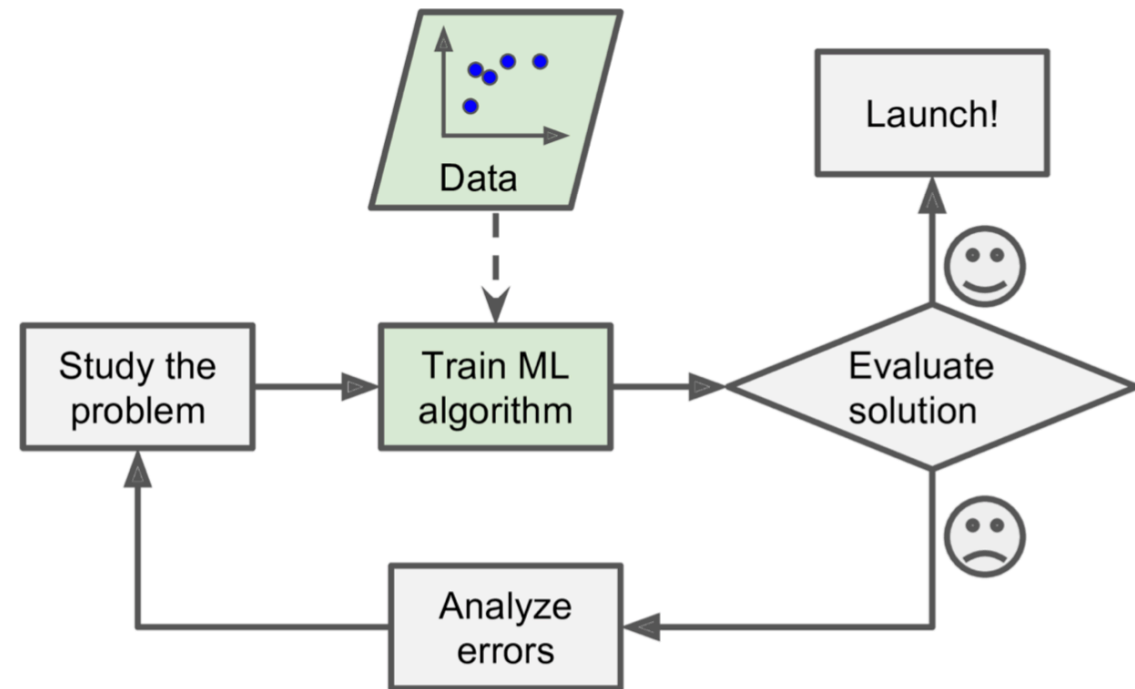 Data
Launch!
Study the
problem
Train ML
algorithm
Evaluate
solution
Analyze
errors